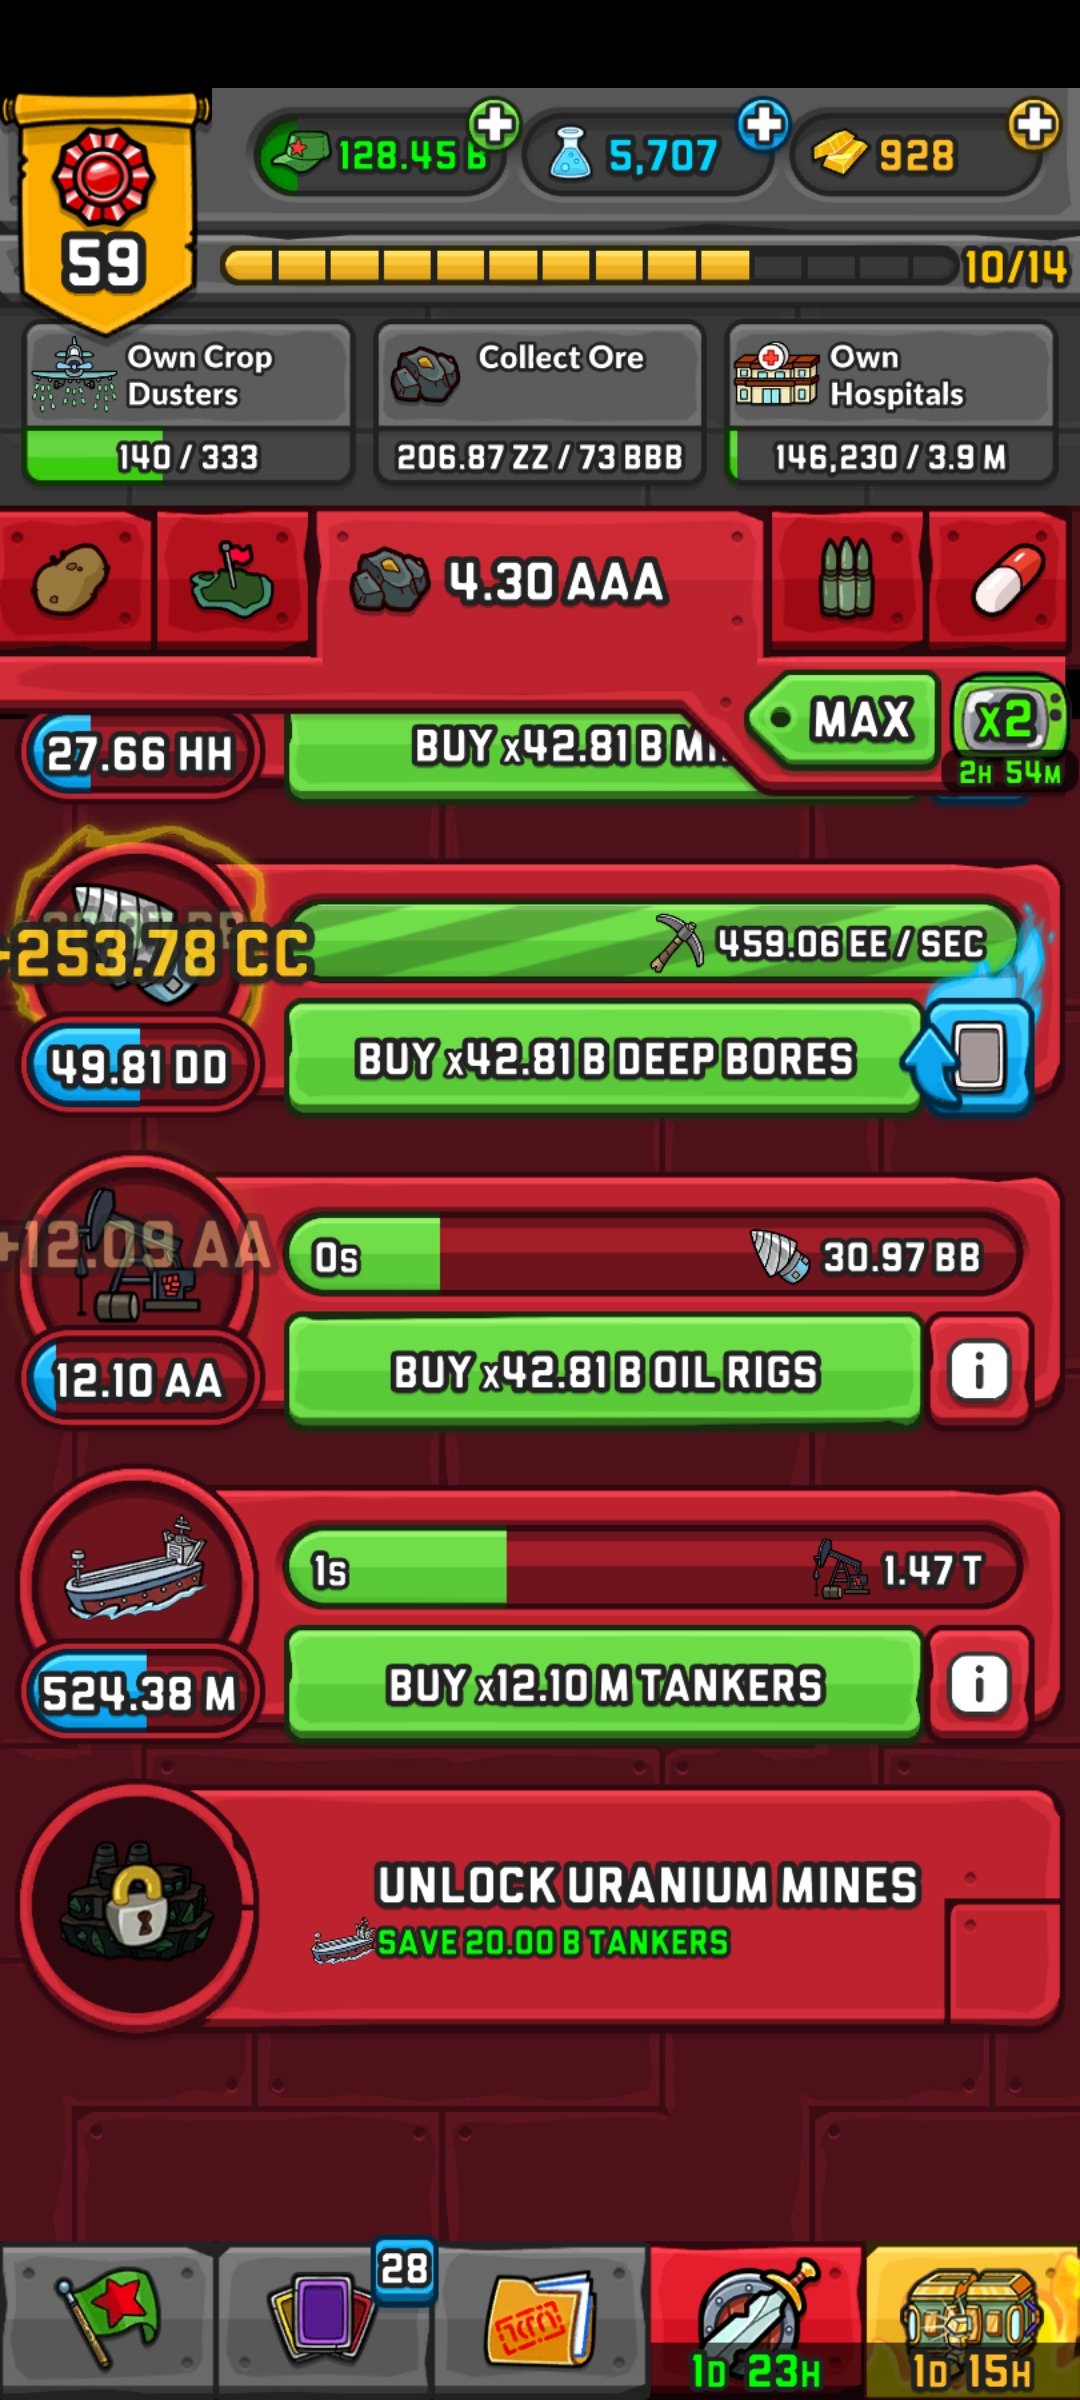 128.45 B
5,707
928
59
10/14
Own Crop
Dusters
140 / 333
Collect Ore
206.87 ZZ / 73 BBB
Own
Hospitals
146,230 / 3.9 M
4.30 AAA
MAX
x2
2H 54M
27.66 HH
BUY x42.81 B
+253.78 CC
459.06 EE / SEC
49.81 DD
BUY x42.81 B DEEP BORES
+12.09 AA
0s
30.97 BB
12.10 AA
BUY x42.81 B OIL RIGS
i
1s
1.47 T
524.38 M
BUY x12.10 M TANKERS
i
UNLOCK URANIUM MINES
SAVE 20.00 B TANKERS
28
1D 23H
1D 15H